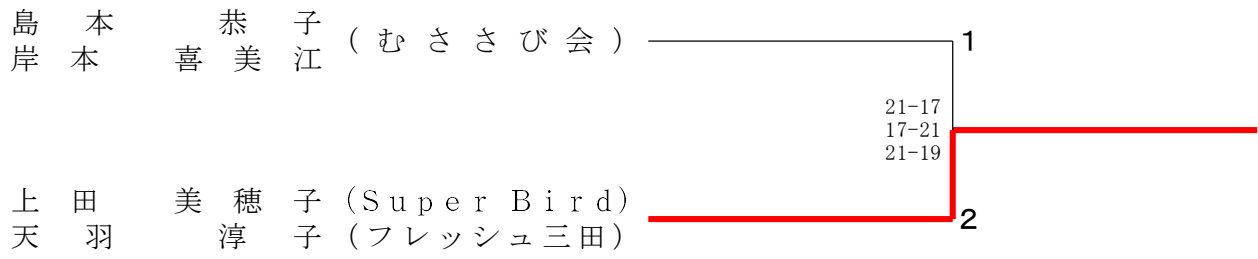 島本 恭子
岸本 喜美江
(むささび会)
1
21-17
17-21
21-19
上田 美穂子 (Super Bird)
天羽 淳子 (フレッシュ三田)
2